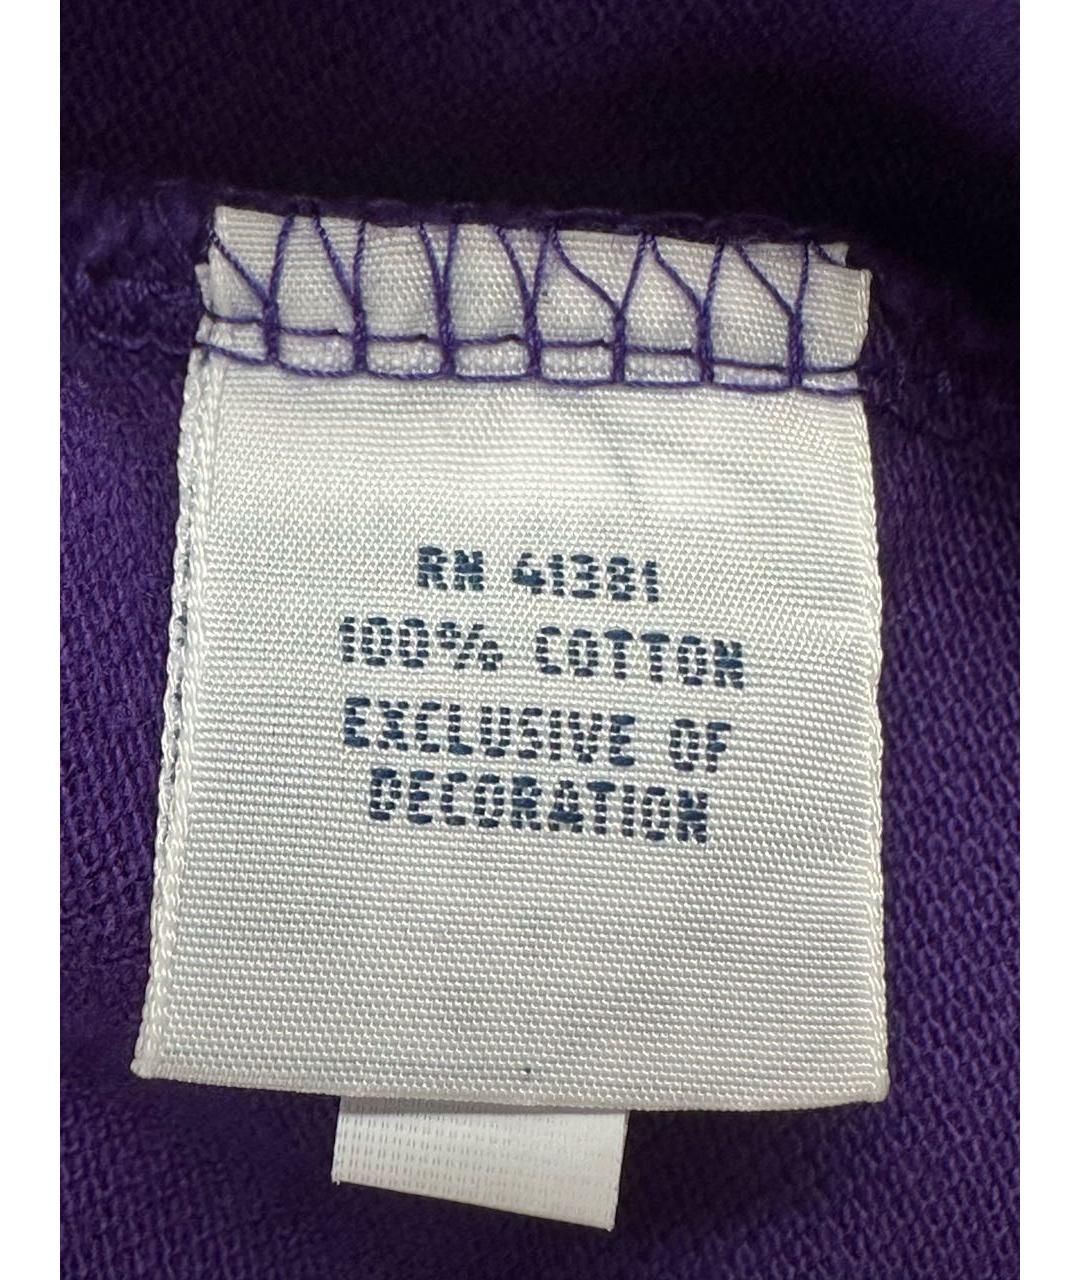 RN 41381
100% COTTON
EXCLUSIVE OF
DECORATION